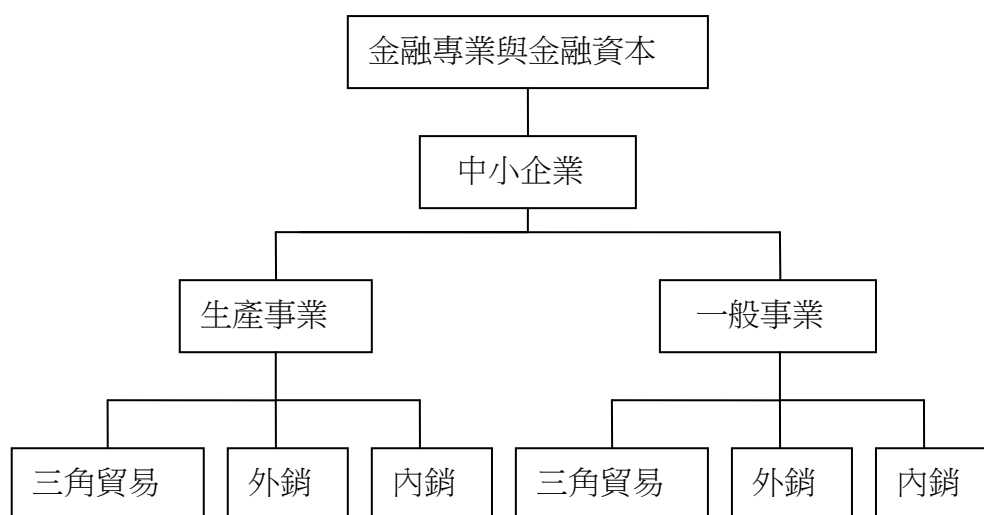 金融專業與金融資本
中小企業
生產事業
一般事業
三角貿易
外銷
內銷
三角貿易
外銷
內銷